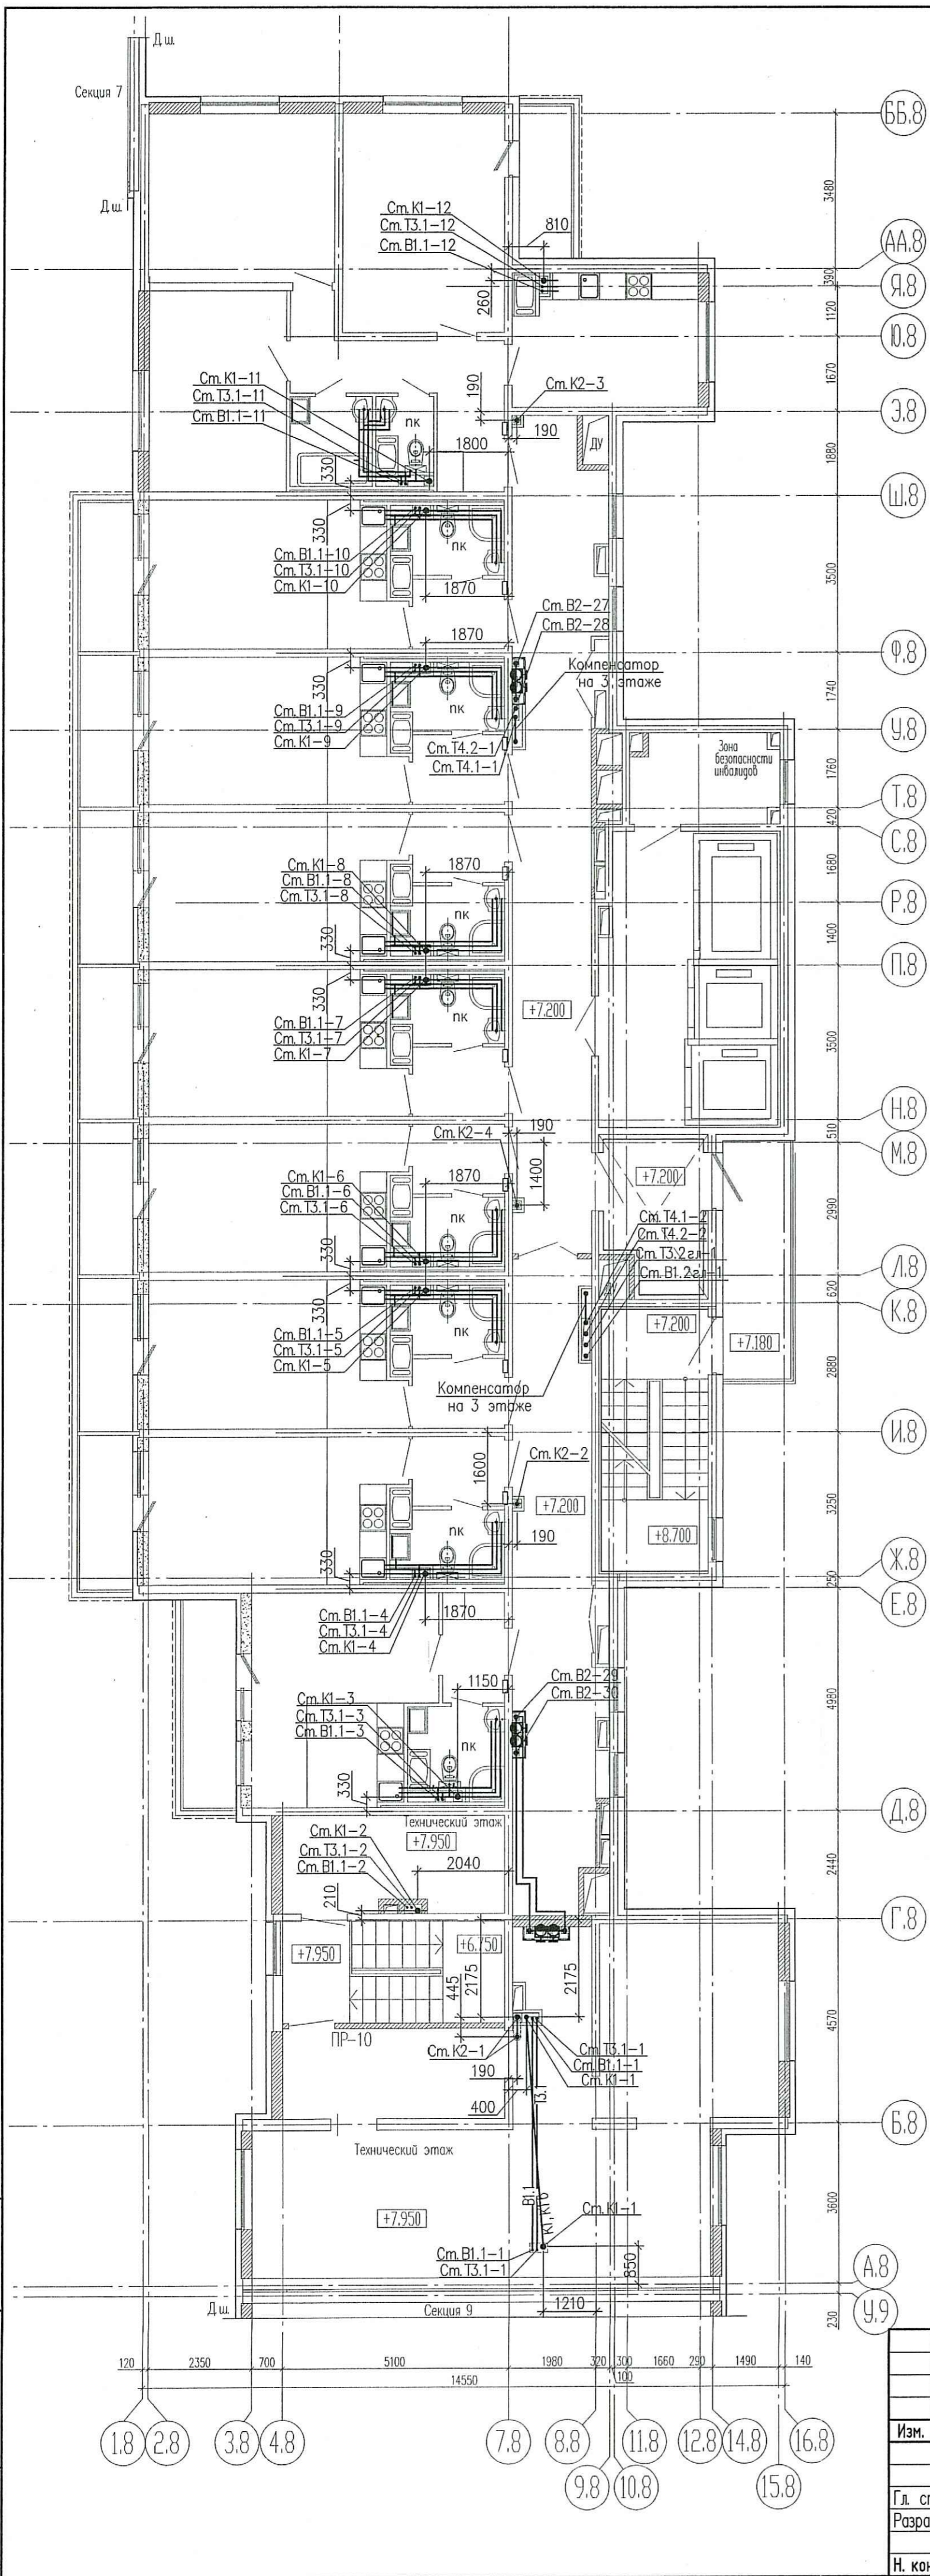 Д.ш.
Секция 7
ББ.8
3480
Д.ш.
Ст. К1-12
Ст. Т3.1-12
Ст. В1.1-12
810
АА.8
390
Я.8
260
1120
Ю.8
1670
Ст. К1-11
Ст. Т3.1-11
Ст. В1.1-11
190
Ст. К2-3
Э.8
пк
190
ДУ
1800
330
1880
Ш.8
330
Ст. В1.1-10
Ст. Т3.1-10
Ст. К1-10
пк
1870
3500
Ст. В2-27
Ст. В2-28
1870
Ф.8
Компенсатор
на 3 этаже
330
Ст. В1.1-9
Ст. Т3.1-9
Ст. К1-9
пк
1740
У.8
Ст. Т4.2-1
Ст. Т4.1-1
Зона
безопасности
инвалидов
1760
Т.8
420
С.8
Ст. К1-8
Ст. В1.1-8
Ст. Т3.1-8
1870
1680
Р.8
пк
330
1400
П.8
330
Ст. В1.1-7
Ст. Т3.1-7
Ст. К1-7
пк
+7.200
3500
Н.8
Ст. К2-4
190
510
М.8
1400
Ст. К1-6
Ст. В1.1-6
Ст. Т3.1-6
1870
+7.200
2990
пк
Ст. Т4.1-2
Ст. Т4.2-2
Ст. Т3.2гл-1
Ст. В1.2гл-1
330
Л.8
620
К.8
330
Ст. В1.1-5
Ст. Т3.1-5
Ст. К1-5
пк
+7.200
+7.180
2880
Компенсатор
на 3 этаже
И.8
1600
Ст. К2-2
+7.200
3250
пк
190
+8.700
330
Ж.8
250
Е.8
Ст. В1.1-4
Ст. Т3.1-4
Ст. К1-4
1870
1150
Ст. В2-29
Ст. В2-30
Ст. К1-3
Ст. Т3.1-3
Ст. В1.1-3
4980
пк
330
Д.8
Технический этаж
Ст. К1-2
Ст. Т3.1-2
Ст. В1.1-2
+7.950
2040
2440
210
Г.8
+7.950
+6.750
445
2175
2175
ПР-10
4570
Ст. К2-1
Ст. Т3.1-1
Ст. В1.1-1
Ст. К1-1
190
400
Т3.1
Б.8
Технический этаж
В1.1
К1, К1б
3600
+7.950
Ст. К1-1
Ст. В1.1-1
Ст. Т3.1-1
850
А.8
Д.ш.
Секция 9
1210
230
У.9
120
2350
700
5100
1980
320
300
100
1660
290
1490
140
14550
1.8
2.8
3.8
4.8
7.8
8.8
11.8
12.8
14.8
16.8
9.8
10.8
15.8
Изм.
Гл.
Н.